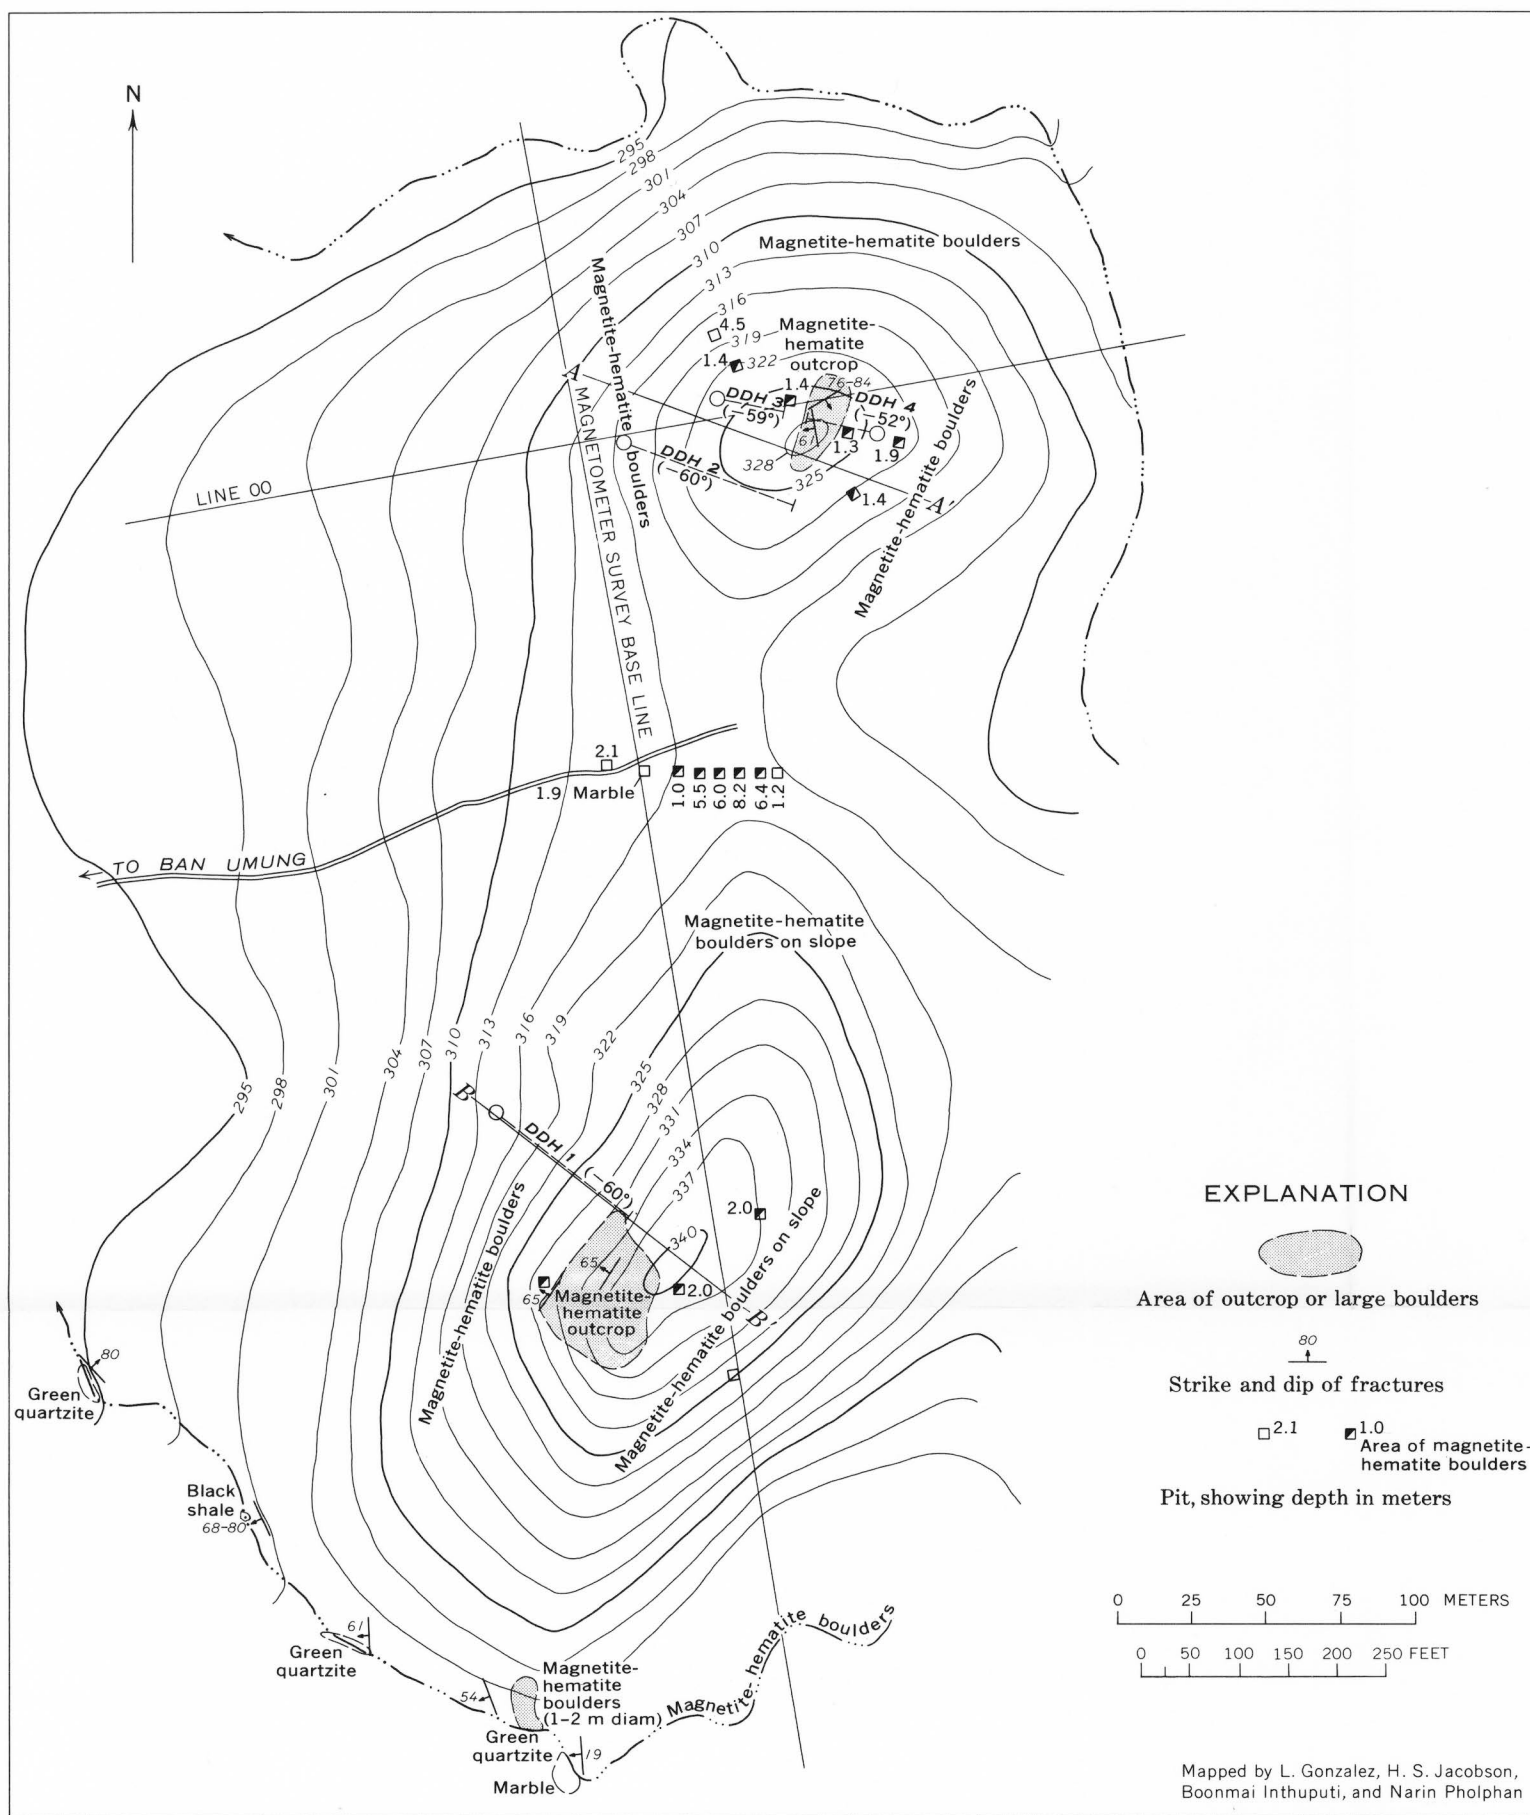 N
295
298
301
304
307
310
313
316
319
322
Magnetite-hematite boulders
Magnetite-hematite boulders
4.5
1.4
Magnetite-
hematite
outcrop
1.4
76-84
A
DDH 3
(–59°)
DDH 4
(–52°)
61
1.3
1.9
DDH 2
(–60°)
328
325
1.4
A'
Magnetite-hematite boulders
LINE 00
MAGNETOMETER SURVEY BASE LINE
2.1
1.9 Marble
1.0
5.5
6.0
8.2
6.4
1.2
TO BAN UMUNG
Magnetite-hematite
boulders on slope
295
298
301
304
307
310
313
316
319
322
325
328
331
334
337
340
B
DDH 1 (–60°)
2.0
2.0
65
65
Magnetite-
hematite
outcrop
B'
Magnetite-hematite boulders
Magnetite-hematite boulders on slope
80
Green
quartzite
Black
shale
68-80
61
Green
quartzite
54
Magnetite-
hematite
boulders
(1–2 m diam)
Magnetite-hematite boulders
Green
quartzite
19
Marble
EXPLANATION
Area of outcrop or large boulders
80
Strike and dip of fractures
2.1
1.0
Area of magnetite-
hematite boulders
Pit, showing depth in meters
0 25 50 75 100 METERS
0 50 100 150 200 250 FEET
Mapped by L. Gonzalez, H. S. Jacobson,
Boonmai Inthuputi, and Narin Pholphan